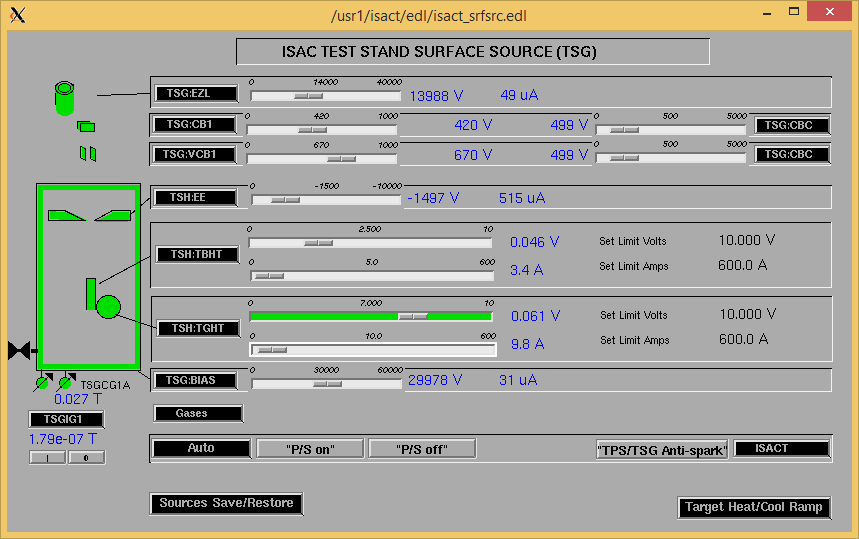 /usr1/isact/edl/isact_srfsrc.edl
ISAC TEST STAND SURFACE SOURCE (TSG)
0 14000 40000
TSG:EZL 13988 V 49 uA
0 420 1000 0 500 5000
TSG:CB1 420 V 499 V TSG:CBC
0 670 1000 0 500 5000
TSG:VCB1 670 V 499 V TSG:CBC
0 -1500 -10000
TSH:EE -1497 V 515 uA
0 2.500 10
0.046 V Set Limit Volts 10.000 V
TSH:TBHT
0 5.0 600
3.4 A Set Limit Amps 600.0 A
0 7.000 10
0.061 V Set Limit Volts 10.000 V
TSH:TGHT
0 10.0 600
9.8 A Set Limit Amps 600.0 A
0 30000 60000
TSG:BIAS 29978 V 31 uA
TSGCG1A
0.027 T
TSGIG1
1.79e-07 T
I 0
Gases
Auto "P/S on" "P/S off" "TPS/TSG Anti-spark" ISACT
Sources Save/Restore
Target Heat/Cool Ramp